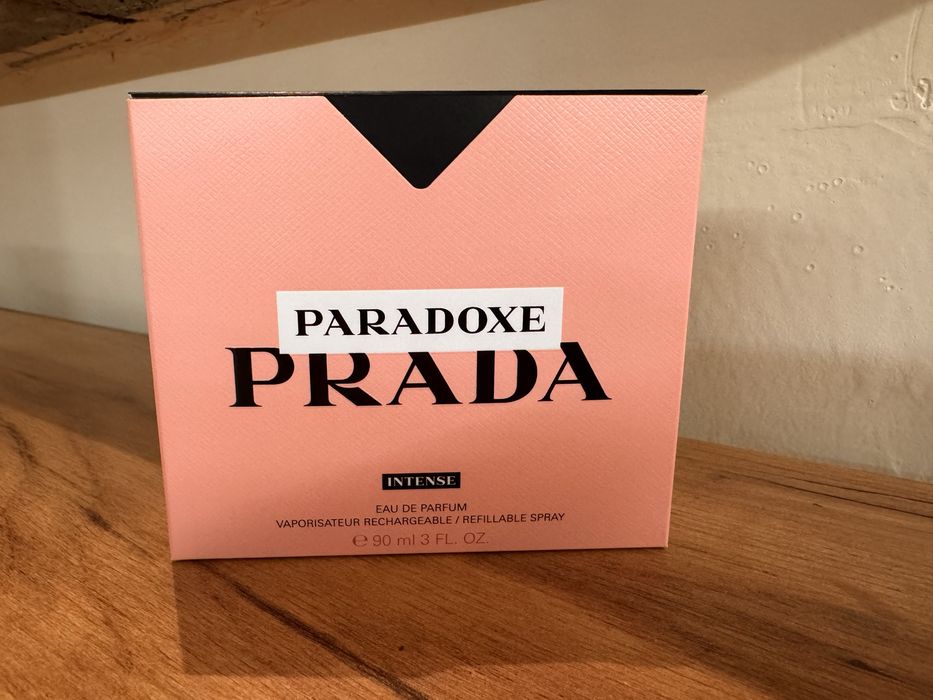 PARADOXE
PRADA
INTENSE
EAU DE PARFUM
VAPORISATEUR RECHARGEABLE / REFILLABLE SPRAY
℮ 90 ml 3 FL. OZ.